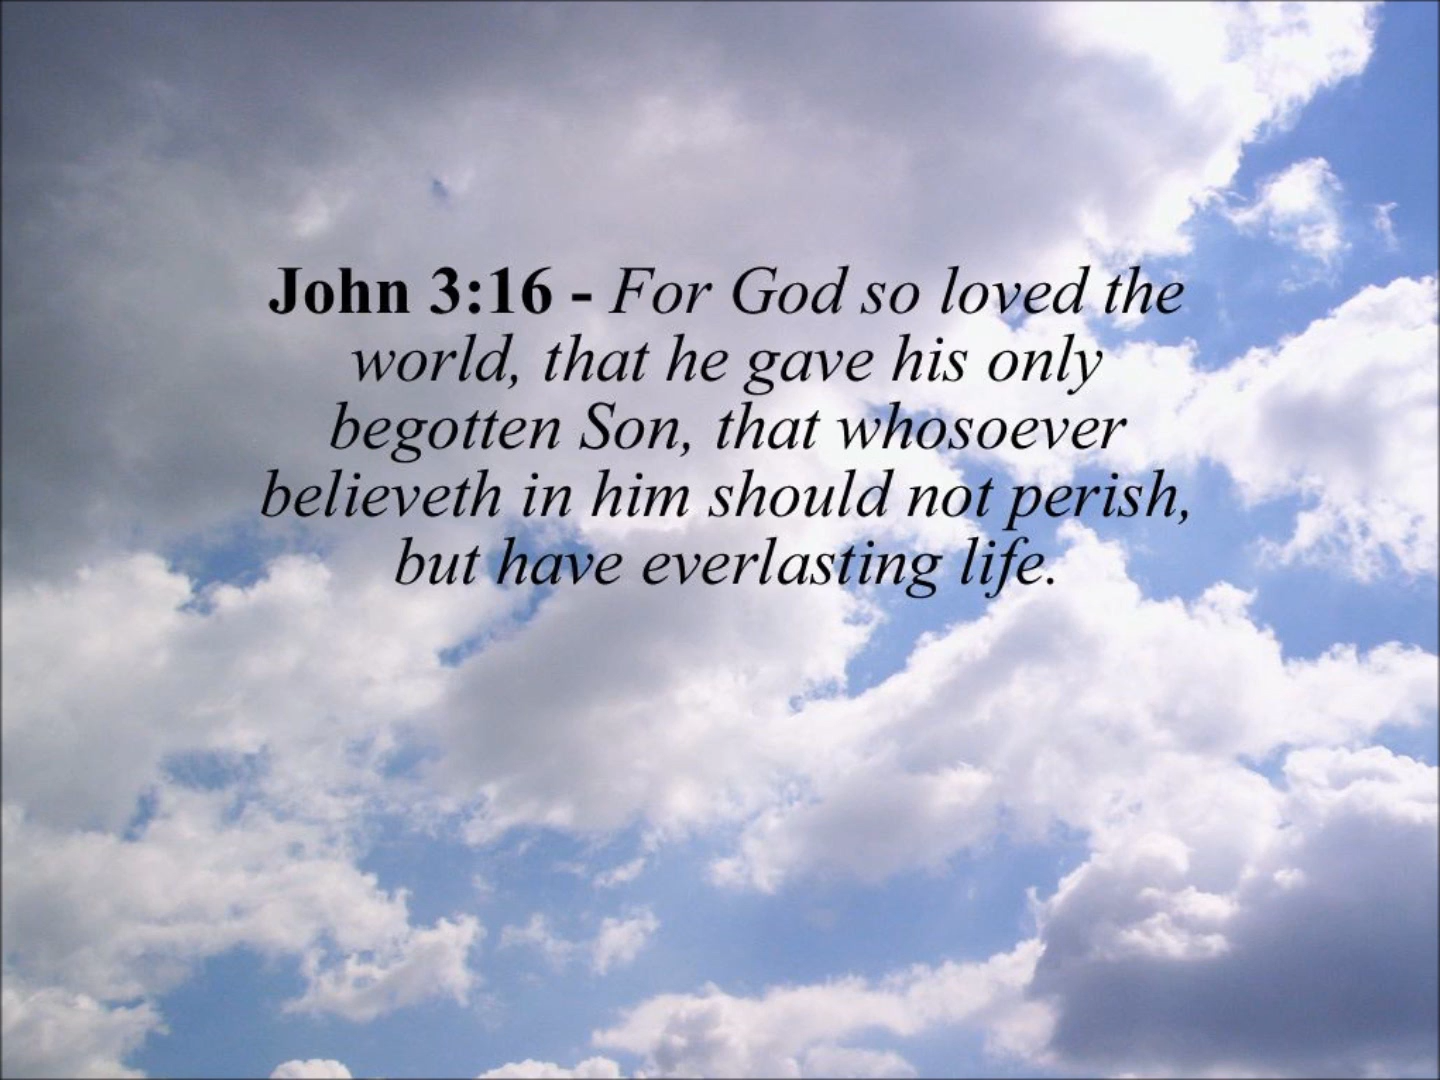 John 3:16 - For God so loved the
world, that he gave his only
begotten Son, that whosoever
believeth in him should not perish,
but have everlasting life.